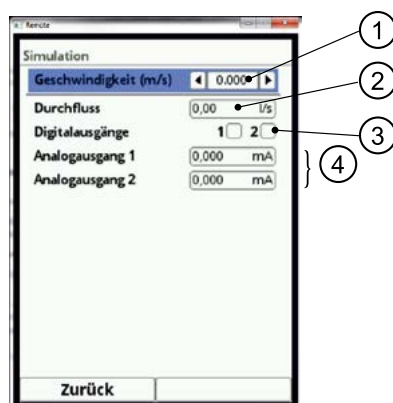 Remote
Simulation
Geschwindigkeit (m/s) 0.000
Durchfluss 0,00 l/s
Digitalausgänge 1 2
Analogausgang 1 0,000 mA
Analogausgang 2 0,000 mA
Zurück
1
2
3
4